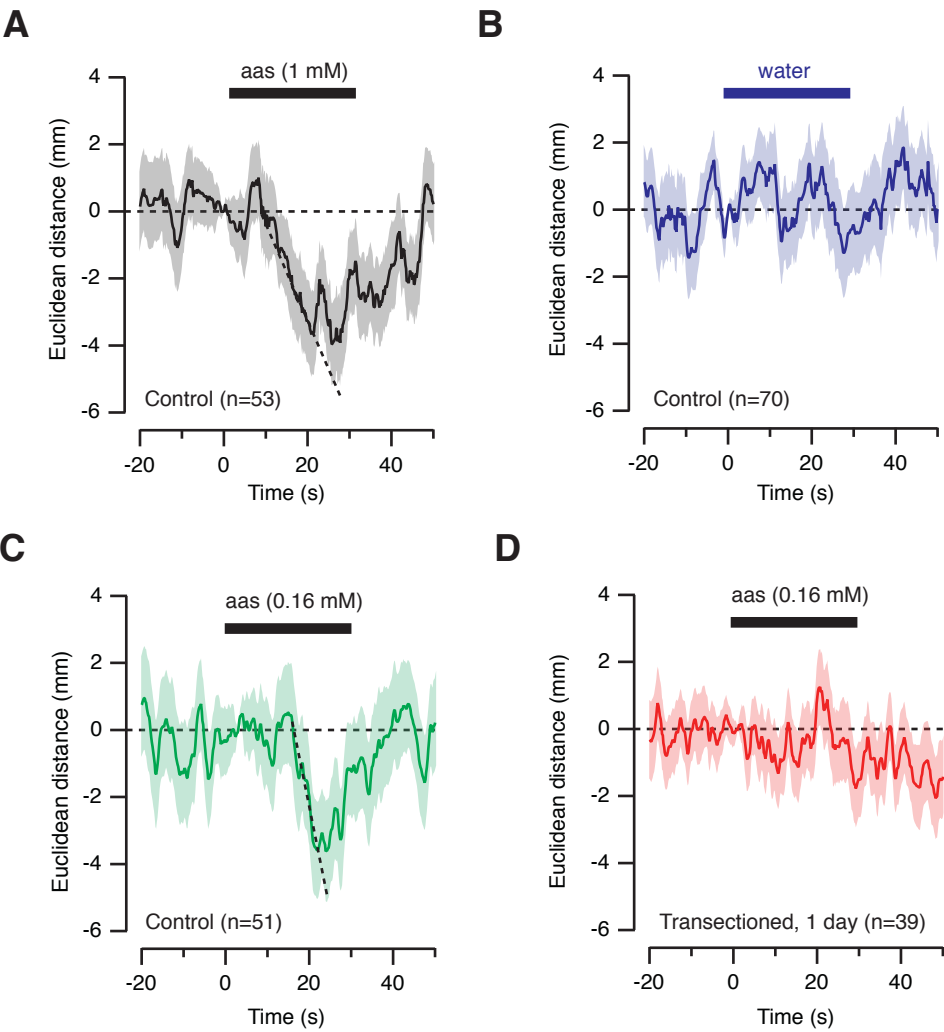 A
aas (1 mM)
4
2
0
-2
-4
-6
Euclidean distance (mm)
Control (n=53)
-20
0
20
40
Time (s)
B
water
4
2
0
-2
-4
-6
Euclidean distance (mm)
Control (n=70)
-20
0
20
40
Time (s)
C
aas (0.16 mM)
4
2
0
-2
-4
-6
Euclidean distance (mm)
Control (n=51)
-20
0
20
40
Time (s)
D
aas (0.16 mM)
4
2
0
-2
-4
-6
Euclidean distance (mm)
Transectioned, 1 day (n=39)
-20
0
20
40
Time (s)